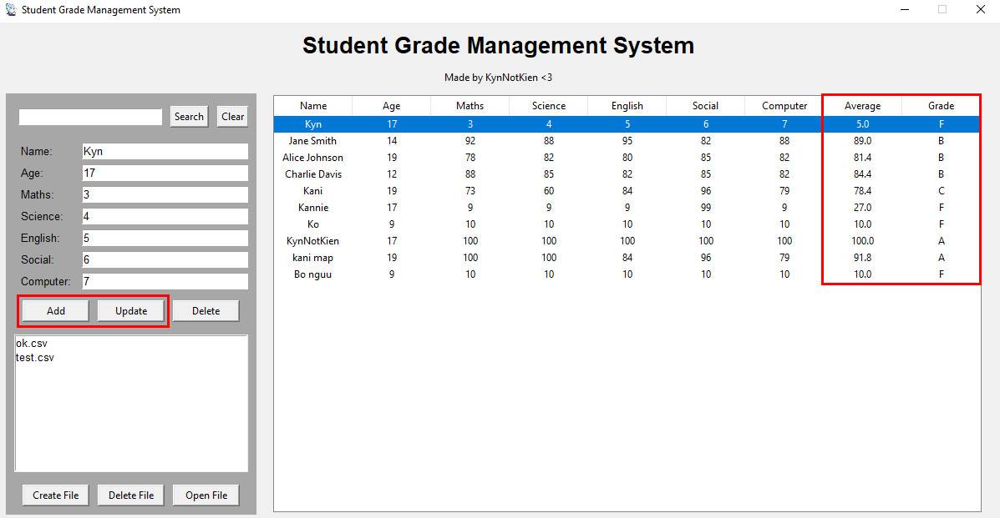 Student Grade Management System
Student Grade Management System
Made by KynNotKien <3
Search Clear
Name: Kyn
Age: 17
Maths: 3
Science: 4
English: 5
Social: 6
Computer: 7
Add Update Delete
ok.csv
test.csv
Create File Delete File Open File
Name Age Maths Science English Social Computer Average Grade
Kyn 17 3 4 5 6 7 5.0 F
Jane Smith 14 92 88 95 82 88 89.0 B
Alice Johnson 19 78 82 80 85 82 81.4 B
Charlie Davis 12 88 85 82 85 82 84.4 B
Kani 19 73 60 84 96 79 78.4 C
Kannie 17 9 9 9 99 9 27.0 F
Ko 9 10 10 10 10 10 10.0 F
KynNotKien 17 100 100 100 100 100 100.0 A
kani map 19 100 100 84 96 79 91.8 A
Bo nguu 9 10 10 10 10 10 10.0 F